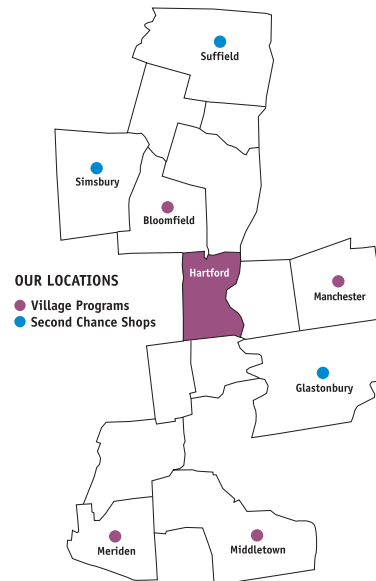 Suffield
Simsbury
Bloomfield
Hartford
OUR LOCATIONS
Village Programs
Second Chance Shops
Manchester
Glastonbury
Meriden
Middletown